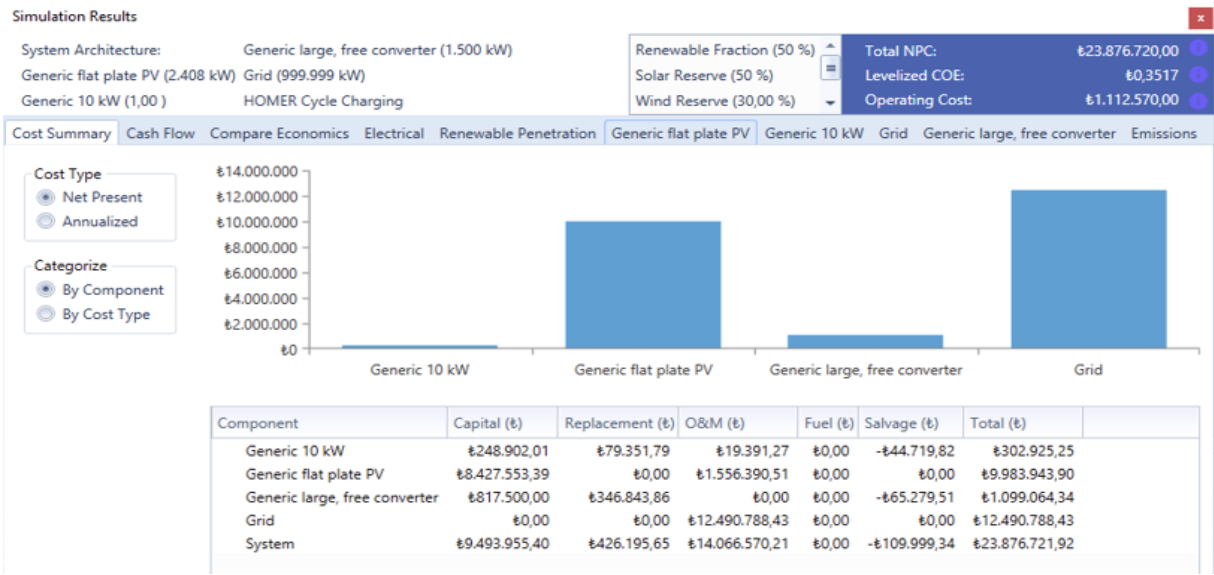 Simulation Results
x
System Architecture: Generic large, free converter (1.500 kW)
Generic flat plate PV (2.408 kW) Grid (999.999 kW)
Generic 10 kW (1,00 ) HOMER Cycle Charging
Renewable Fraction (50 %)
Solar Reserve (50 %)
Wind Reserve (30,00 %)
Total NPC: ₺23.876.720,00
Levelized COE: ₺0,3517
Operating Cost: ₺1.112.570,00
Cost Summary Cash Flow Compare Economics Electrical Renewable Penetration Generic flat plate PV Generic 10 kW Grid Generic large, free converter Emissions
Cost Type
Net Present
Annualized
Categorize
By Component
By Cost Type
₺14.000.000
₺12.000.000
₺10.000.000
₺8.000.000
₺6.000.000
₺4.000.000
₺2.000.000
₺0
Generic 10 kW Generic flat plate PV Generic large, free converter Grid
Component Capital (₺) Replacement (₺) O&M (₺) Fuel (₺) Salvage (₺) Total (₺)
Generic 10 kW ₺248.902,01 ₺79.351,79 ₺19.391,27 ₺0,00 -₺44.719,82 ₺302.925,25
Generic flat plate PV ₺8.427.553,39 ₺0,00 ₺1.556.390,51 ₺0,00 ₺0,00 ₺9.983.943,90
Generic large, free converter ₺817.500,00 ₺346.843,86 ₺0,00 ₺0,00 -₺65.279,51 ₺1.099.064,34
Grid ₺0,00 ₺0,00 ₺12.490.788,43 ₺0,00 ₺0,00 ₺12.490.788,43
System ₺9.493.955,40 ₺426.195,65 ₺14.066.570,21 ₺0,00 -₺109.999,34 ₺23.876.721,92